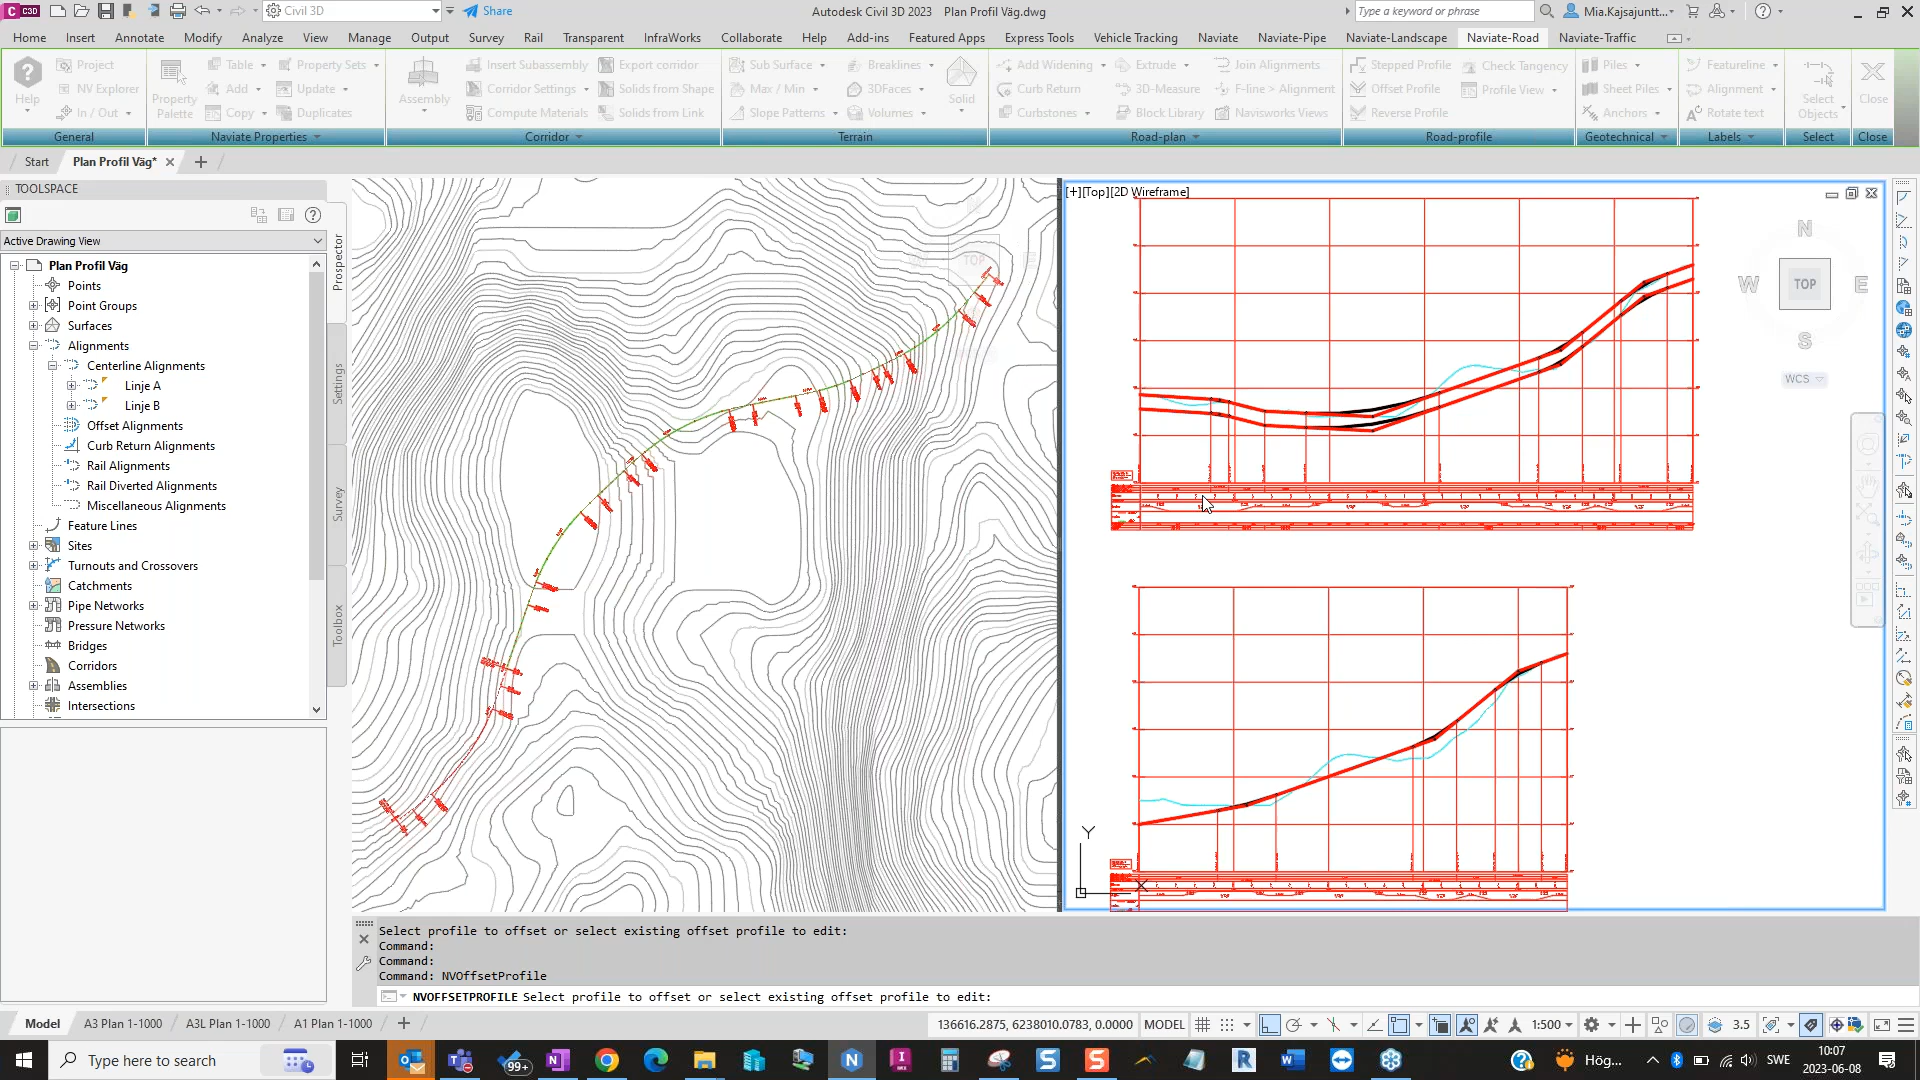 C3D
Civil 3D
Share
Autodesk Civil 3D 2023 Plan Profil Väg.dwg
Type a keyword or phrase
Mia.Kajsajuntt...
Home Insert Annotate Modify Analyze View Manage Output Survey Rail Transparent InfraWorks Collaborate Help Add-ins Featured Apps Express Tools Vehicle Tracking Naviate Naviate-Pipe Naviate-Landscape Naviate-Road Naviate-Traffic
Project Table Property Sets Insert Subassembly Export corridor Sub Surface Breaklines Add Widening Extrude Join Alignments Stepped Profile Check Tangency Piles Featureline
NV Explorer Add Update Corridor Settings Solids from Shape Max / Min 3DFaces Curb Return 3D-Measure F-line > Alignment Offset Profile Profile View Sheet Piles Alignment
In / Out Copy Duplicates Compute Materials Solids from Link Slope Patterns Volumes Curbstones Block Library Navisworks Views Reverse Profile Anchors Rotate text
Help Property Palette Assembly Solid Select Objects Close
General Naviate Properties Corridor Terrain Road-plan Road-profile Geotechnical Labels Select Close
Start Plan Profil Väg*
TOOLSPACE
Active Drawing View
Plan Profil Väg
Points
Point Groups
Surfaces
Alignments
Centerline Alignments
Linje A
Linje B
Offset Alignments
Curb Return Alignments
Rail Alignments
Rail Diverted Alignments
Miscellaneous Alignments
Feature Lines
Sites
Turnouts and Crossovers
Catchments
Pipe Networks
Pressure Networks
Bridges
Corridors
Assemblies
Intersections
Prospector
Settings
Survey
Toolbox
TOP
[+][Top][2D Wireframe]
N
W TOP E
S
WCS
Y
X
Select profile to offset or select existing offset profile to edit:
Command:
Command:
Command: NVOffsetProfile
NVOFFSETPROFILE Select profile to offset or select existing offset profile to edit:
Model A3 Plan 1-1000 A3L Plan 1-1000 A1 Plan 1-1000
136616.2875, 6238010.0783, 0.0000 MODEL 1:500 3.5
Type here to search
99+
Hög...
SWE
10:07
2023-06-08